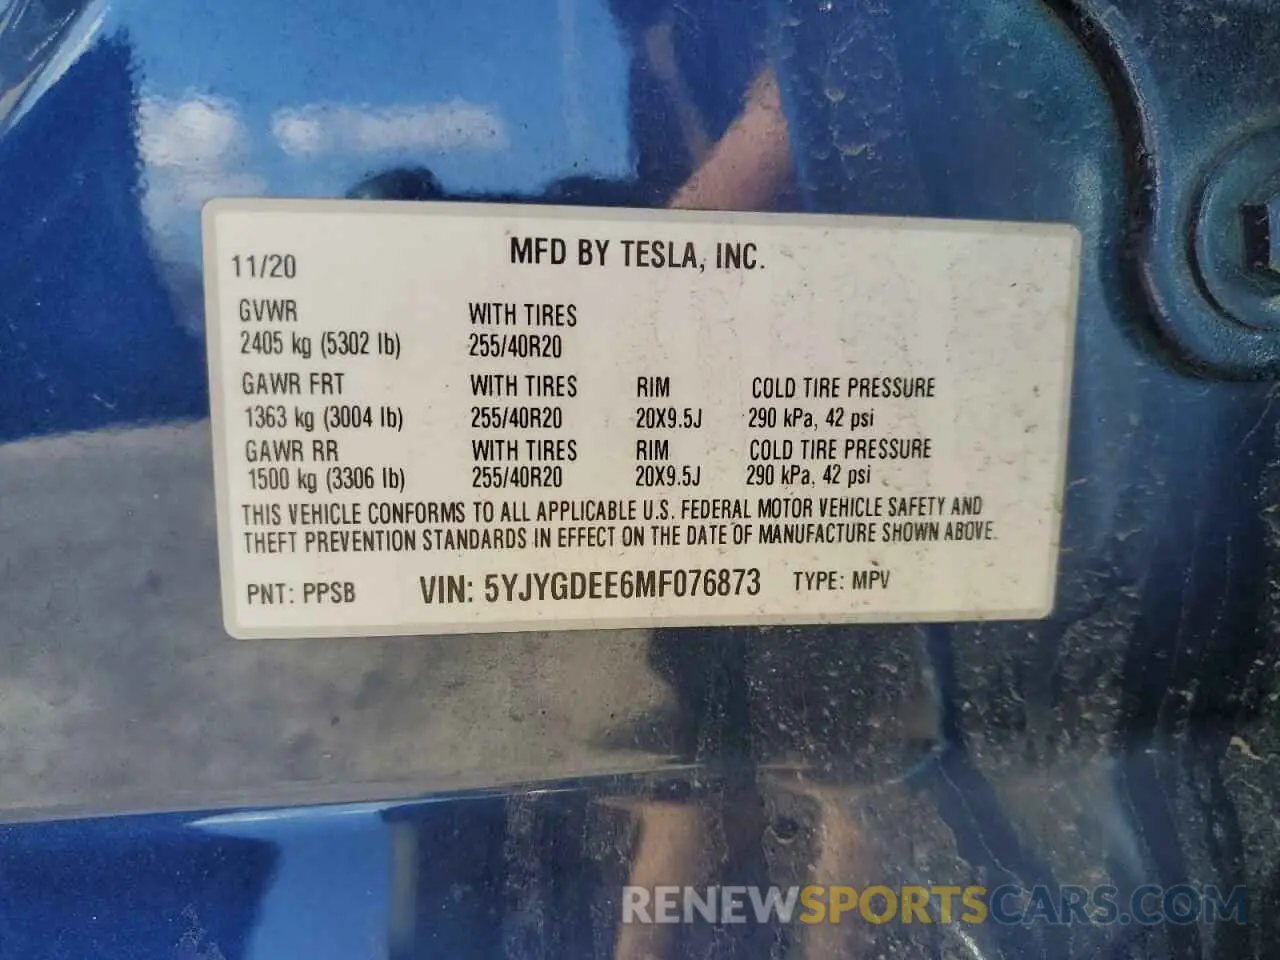 MFD BY TESLA, INC.
11/20
GVWR WITH TIRES
2405 kg (5302 lb) 255/40R20
GAWR FRT WITH TIRES RIM COLD TIRE PRESSURE
1363 kg (3004 lb) 255/40R20 20X9.5J 290 kPa, 42 psi
GAWR RR WITH TIRES RIM COLD TIRE PRESSURE
1500 kg (3306 lb) 255/40R20 20X9.5J 290 kPa, 42 psi
THIS VEHICLE CONFORMS TO ALL APPLICABLE U.S. FEDERAL MOTOR VEHICLE SAFETY AND
THEFT PREVENTION STANDARDS IN EFFECT ON THE DATE OF MANUFACTURE SHOWN ABOVE.
PNT: PPSB VIN: 5YJYGDEE6MF076873 TYPE: MPV
RENEWSPORTSCARS.COM